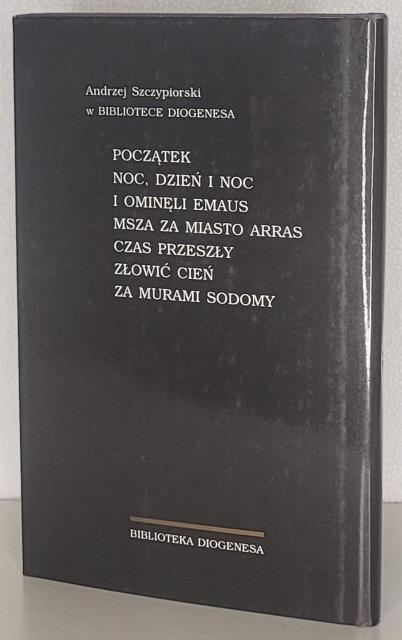 Andrzej Szczypiorski
w BIBLIOTECE DIOGENESA
POCZĄTEK
NOC, DZIEŃ I NOC
I OMINĘLI EMAUS
MSZA ZA MIASTO ARRAS
CZAS PRZESZŁY
ZŁOWIĆ CIEŃ
ZA MURAMI SODOMY
BIBLIOTEKA DIOGENESA